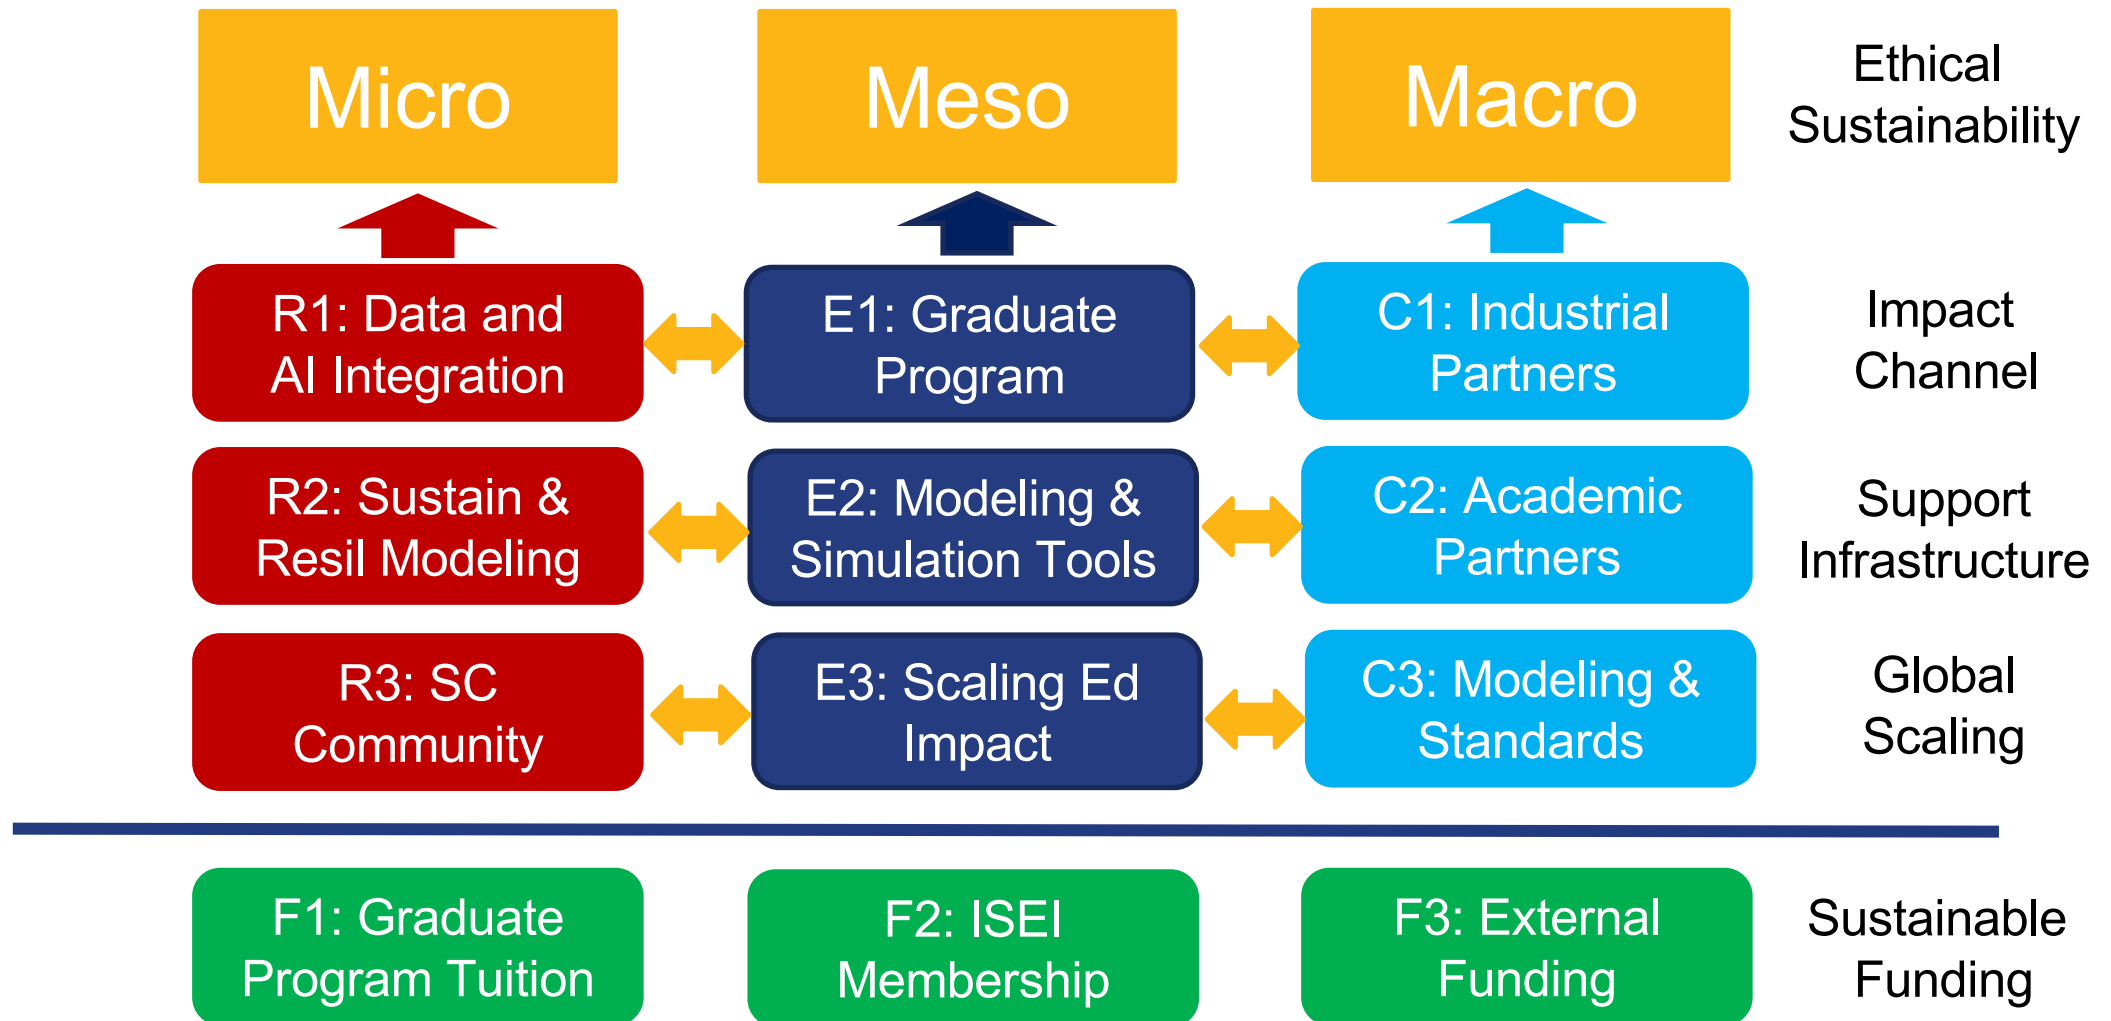 Micro
Meso
Macro
Ethical
Sustainability
R1: Data and
AI Integration
E1: Graduate
Program
C1: Industrial
Partners
Impact
Channel
R2: Sustain &
Resil Modeling
E2: Modeling &
Simulation Tools
C2: Academic
Partners
Support
Infrastructure
R3: SC
Community
E3: Scaling Ed
Impact
C3: Modeling &
Standards
Global
Scaling
F1: Graduate
Program Tuition
F2: ISEI
Membership
F3: External
Funding
Sustainable
Funding